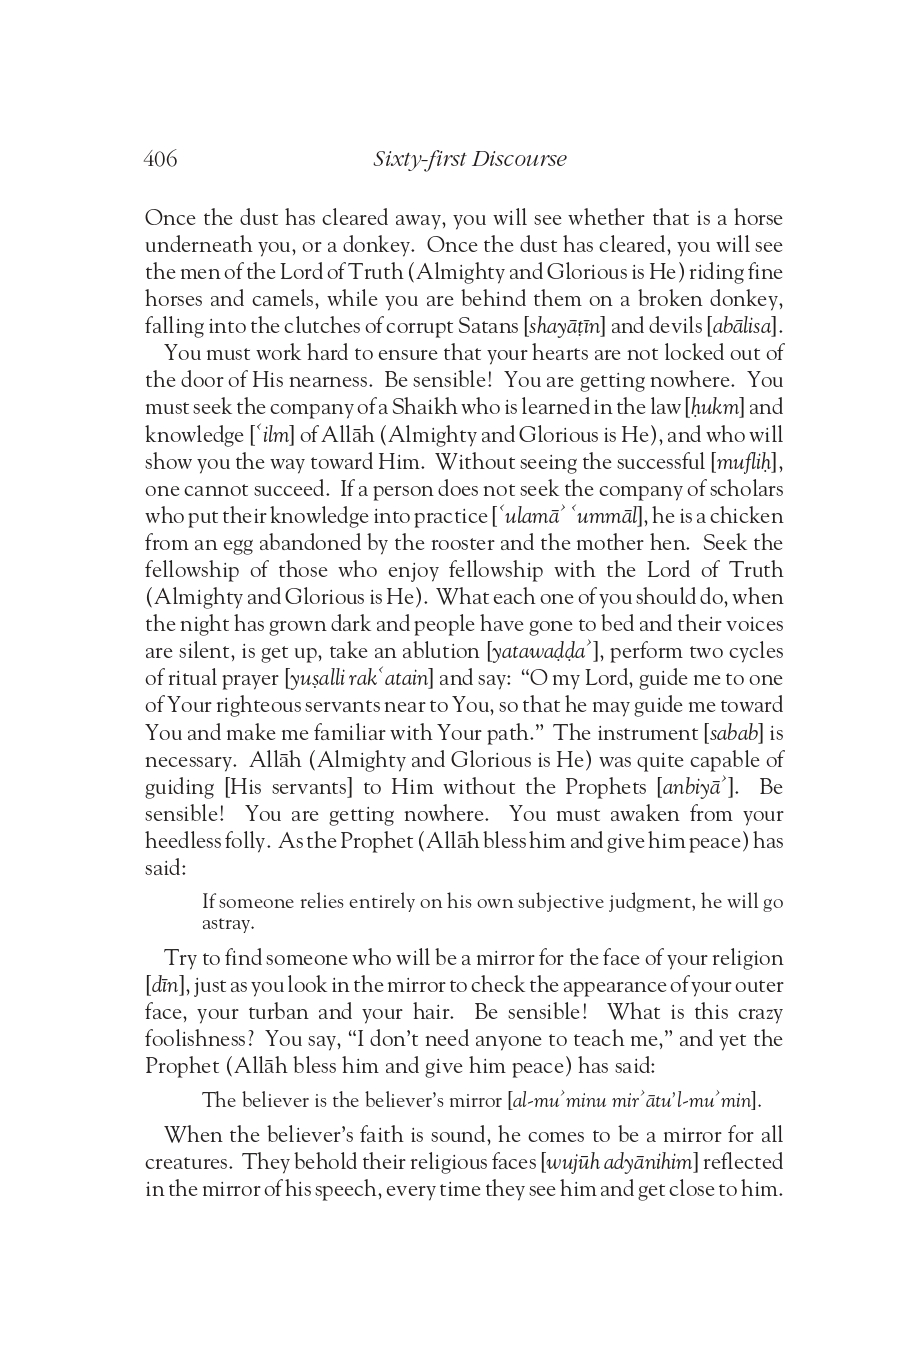 406
Sixty-first Discourse
Once the dust has cleared away, you will see whether that is a horse
underneath you, or a donkey. Once the dust has cleared, you will see
the men of the Lord of Truth (Almighty and Glorious is He) riding fine
horses and camels, while you are behind them on a broken donkey,
falling into the clutches of corrupt Satans [shayāṭīn] and devils [abālisa].
You must work hard to ensure that your hearts are not locked out of
the door of His nearness. Be sensible! You are getting nowhere. You
must seek the company of a Shaikh who is learned in the law [ḥukm] and
knowledge [ʿilm] of Allāh (Almighty and Glorious is He), and who will
show you the way toward Him. Without seeing the successful [mufliḥ],
one cannot succeed. If a person does not seek the company of scholars
who put their knowledge into practice [ʿulamāʾ ʿummāl], he is a chicken
from an egg abandoned by the rooster and the mother hen. Seek the
fellowship of those who enjoy fellowship with the Lord of Truth
(Almighty and Glorious is He). What each one of you should do, when
the night has grown dark and people have gone to bed and their voices
are silent, is get up, take an ablution [yatawaḍḍaʾ], perform two cycles
of ritual prayer [yuṣalli rakʿatain] and say: “O my Lord, guide me to one
of Your righteous servants near to You, so that he may guide me toward
You and make me familiar with Your path.” The instrument [sabab] is
necessary. Allāh (Almighty and Glorious is He) was quite capable of
guiding [His servants] to Him without the Prophets [anbiyāʾ]. Be
sensible! You are getting nowhere. You must awaken from your
heedless folly. As the Prophet (Allāh bless him and give him peace) has
said:
If someone relies entirely on his own subjective judgment, he will go
astray.
Try to find someone who will be a mirror for the face of your religion
[dīn], just as you look in the mirror to check the appearance of your outer
face, your turban and your hair. Be sensible! What is this crazy
foolishness? You say, “I don’t need anyone to teach me,” and yet the
Prophet (Allāh bless him and give him peace) has said:
The believer is the believer’s mirror [al-muʾminu mirʾātu’l-muʾmin].
When the believer’s faith is sound, he comes to be a mirror for all
creatures. They behold their religious faces [wujūh adyānihim] reflected
in the mirror of his speech, every time they see him and get close to him.